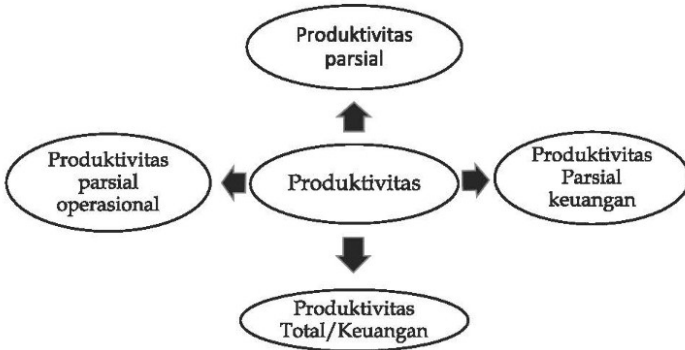 Produktivitas
parsial
Produktivitas
parsial
operasional
Produktivitas
Produktivitas
Parsial
keuangan
Produktivitas
Total/Keuangan